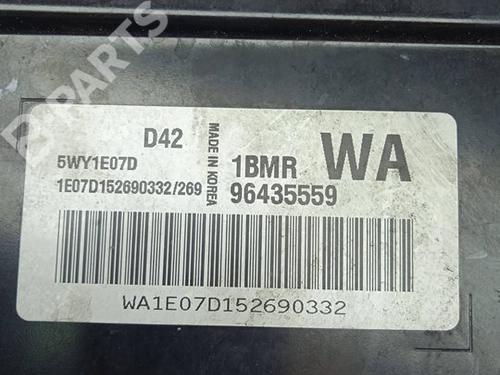 B-PARTS
D42
5WY1E07D
1E07D152690332/269
MADE IN KOREA
1BMR
WA
96435559
WA1E07D152690332